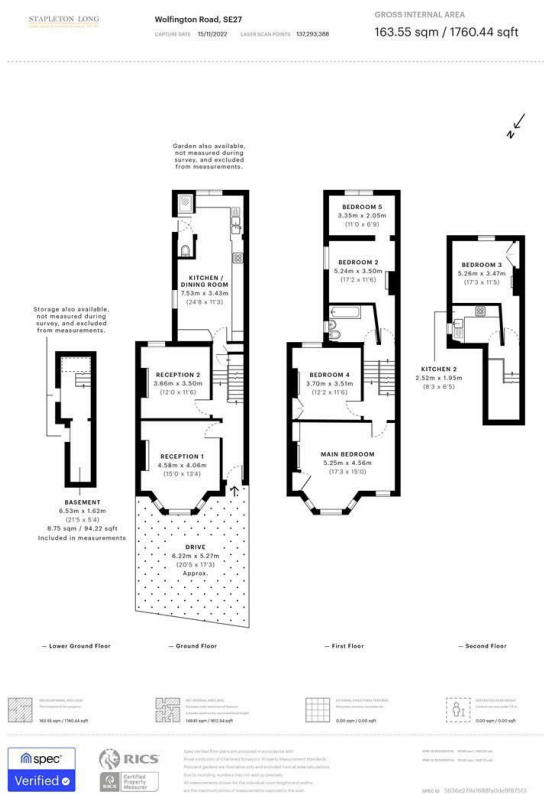 STAPLETON LONG
Wolfington Road, SE27
CAPTURE DATE 15/11/2022 LASER SCAN POINTS 137,293,388
GROSS INTERNAL AREA
163.55 sqm / 1760.44 sqft
N
Garden also available,
not measured during
survey, and excluded
from measurements.
KITCHEN /
DINING ROOM
7.53m x 3.43m
(24'8 x 11'3)
Storage also available,
not measured during
survey, and excluded
from measurements.
RECEPTION 2
3.66m x 3.50m
(12'0 x 11'6)
RECEPTION 1
4.58m x 4.06m
(15'0 x 13'4)
BASEMENT
6.53m x 1.62m
(21'5 x 5'4)
8.75 sqm / 94.22 sqft
Included in measurements
DRIVE
6.22m x 5.27m
(20'5 x 17'3)
Approx.
BEDROOM 5
3.35m x 2.05m
(11'0 x 6'9)
BEDROOM 2
5.24m x 3.50m
(17'2 x 11'6)
BEDROOM 4
3.70m x 3.51m
(12'2 x 11'6)
MAIN BEDROOM
5.25m x 4.56m
(17'3 x 15'0)
BEDROOM 3
5.26m x 3.47m
(17'3 x 11'5)
KITCHEN 2
2.52m x 1.95m
(8'3 x 6'5)
— Lower Ground Floor
— Ground Floor
— First Floor
— Second Floor
163.55 sqm / 1760.44 sqft
0.00 sqm / 0.00 sqft
0.00 sqm / 0.00 sqft
spec
Verified
RICS
RICS
Certified
Property
Measurer